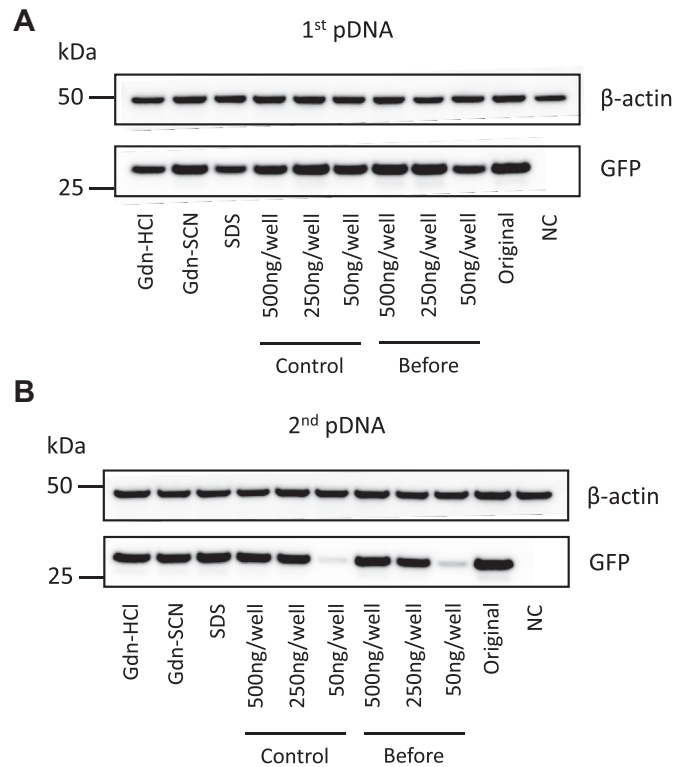 A
1st pDNA
kDa
50
β-actin
25
GFP
Gdn-HCl
Gdn-SCN
SDS
500ng/well
250ng/well
50ng/well
500ng/well
250ng/well
50ng/well
Original
NC
Control
Before
B
2nd pDNA
kDa
50
β-actin
25
GFP
Gdn-HCl
Gdn-SCN
SDS
500ng/well
250ng/well
50ng/well
500ng/well
250ng/well
50ng/well
Original
NC
Control
Before